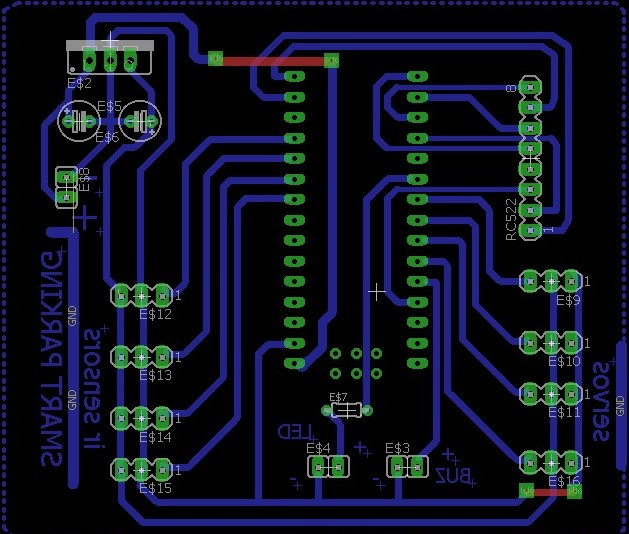 E$2
E$5
E$6
E$8
8
RC522
1
SMART PARKING
GND
GND
ir sensors
1
E$12
1
E$13
1
E$14
1
E$15
E$7
LED
E$4
E$3
BUZ
1
E$9
1
E$10
1
E$11
1
E$16
servos
GND